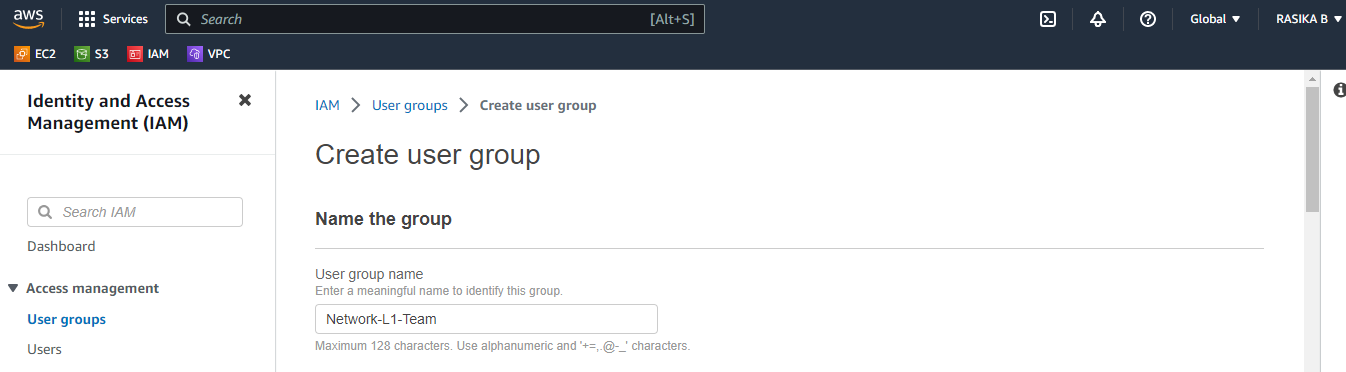 aws
Services
Search
[Alt+S]
Global
RASIKA B
EC2
S3
IAM
VPC
Identity and Access
Management (IAM)
Search IAM
Dashboard
Access management
User groups
Users
IAM
User groups
Create user group
Create user group
Name the group
User group name
Enter a meaningful name to identify this group.
Network-L1-Team
Maximum 128 characters. Use alphanumeric and '+=,.@-_' characters.